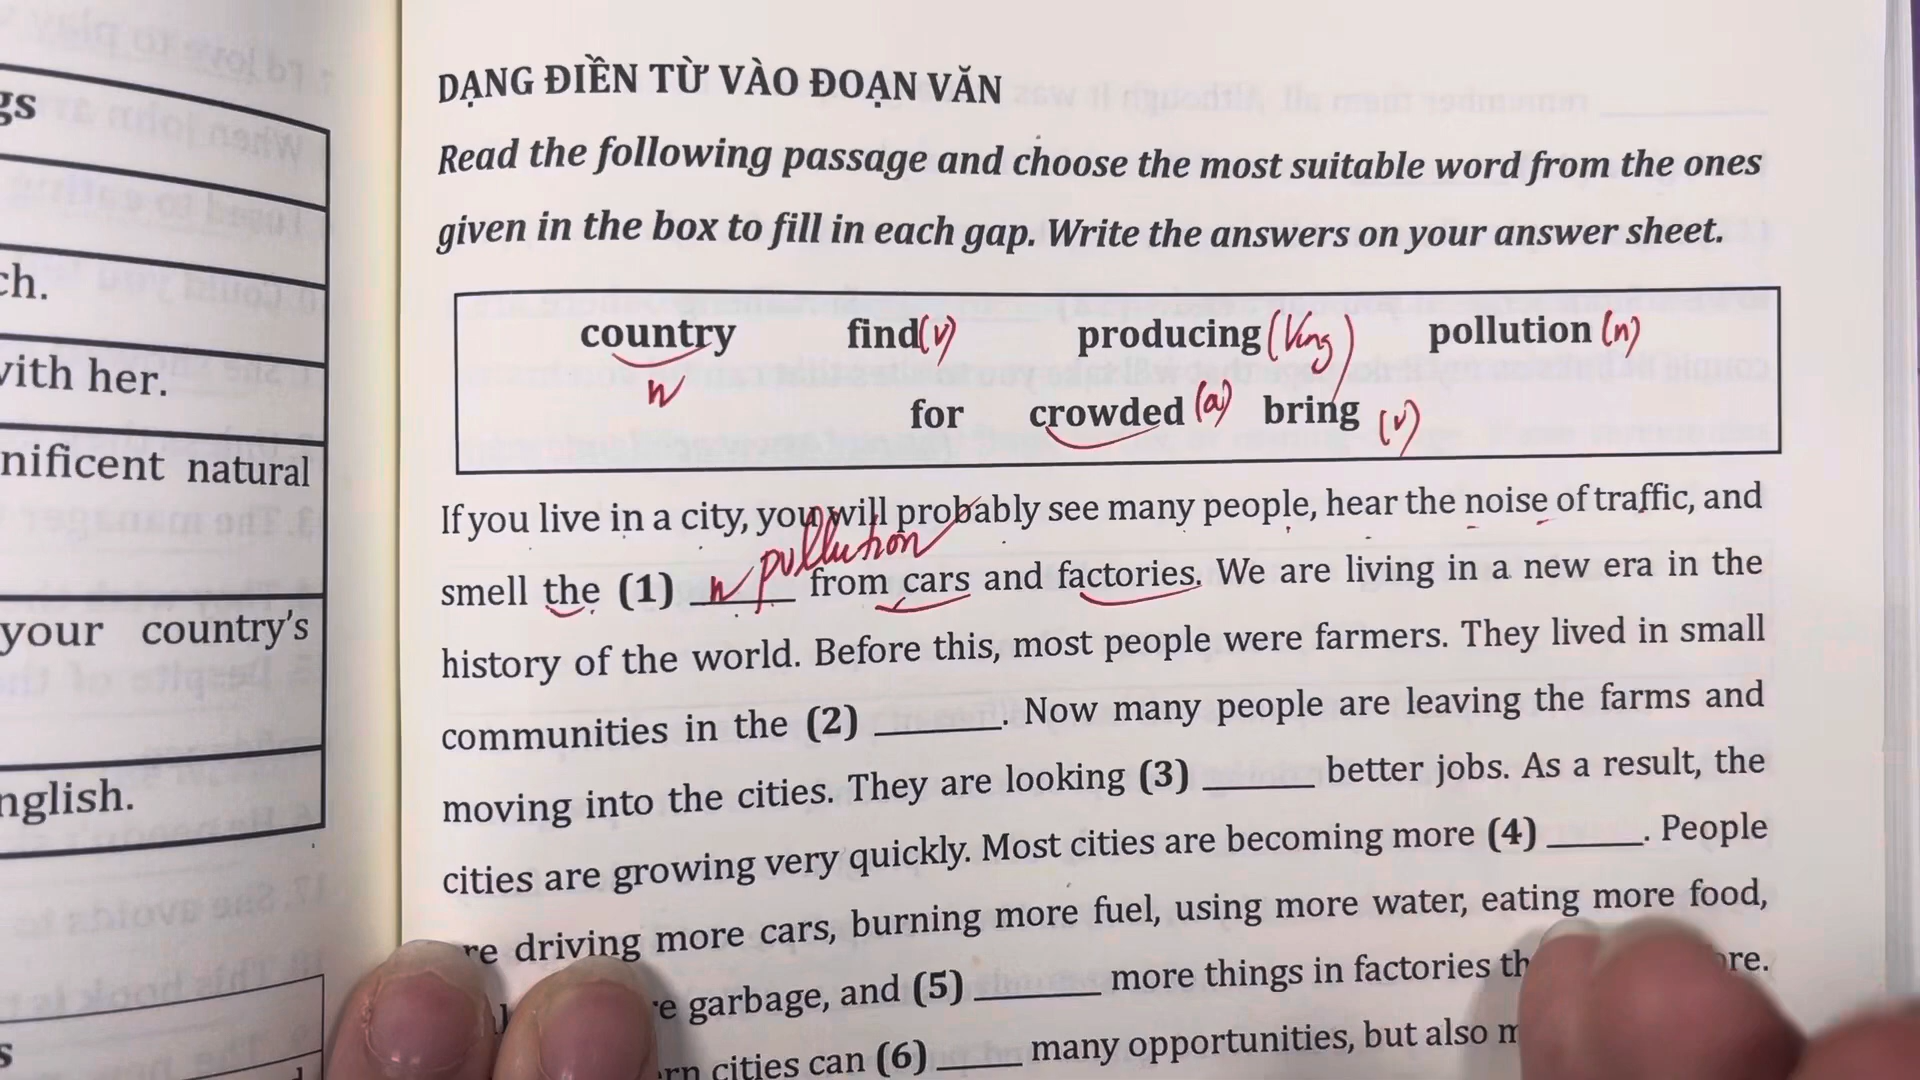 gs
ch.
with her.
nificent natural
your country's
nglish.
s
DẠNG ĐIỀN TỪ VÀO ĐOẠN VĂN
Read the following passage and choose the most suitable word from the ones
given in the box to fill in each gap. Write the answers on your answer sheet.
country find (v) producing (Ving) pollution (n)
n
for crowded (a) bring (v)
If you live in a city, you will probably see many people, hear the noise of traffic, and
pollution
smell the (1) n from cars and factories. We are living in a new era in the
history of the world. Before this, most people were farmers. They lived in small
communities in the (2) ______. Now many people are leaving the farms and
moving into the cities. They are looking (3) ______ better jobs. As a result, the
cities are growing very quickly. Most cities are becoming more (4) ______. People
re driving more cars, burning more fuel, using more water, eating more food,
garbage, and (5) ______ more things in factories
cities can (6) ______ many opportunities, but also